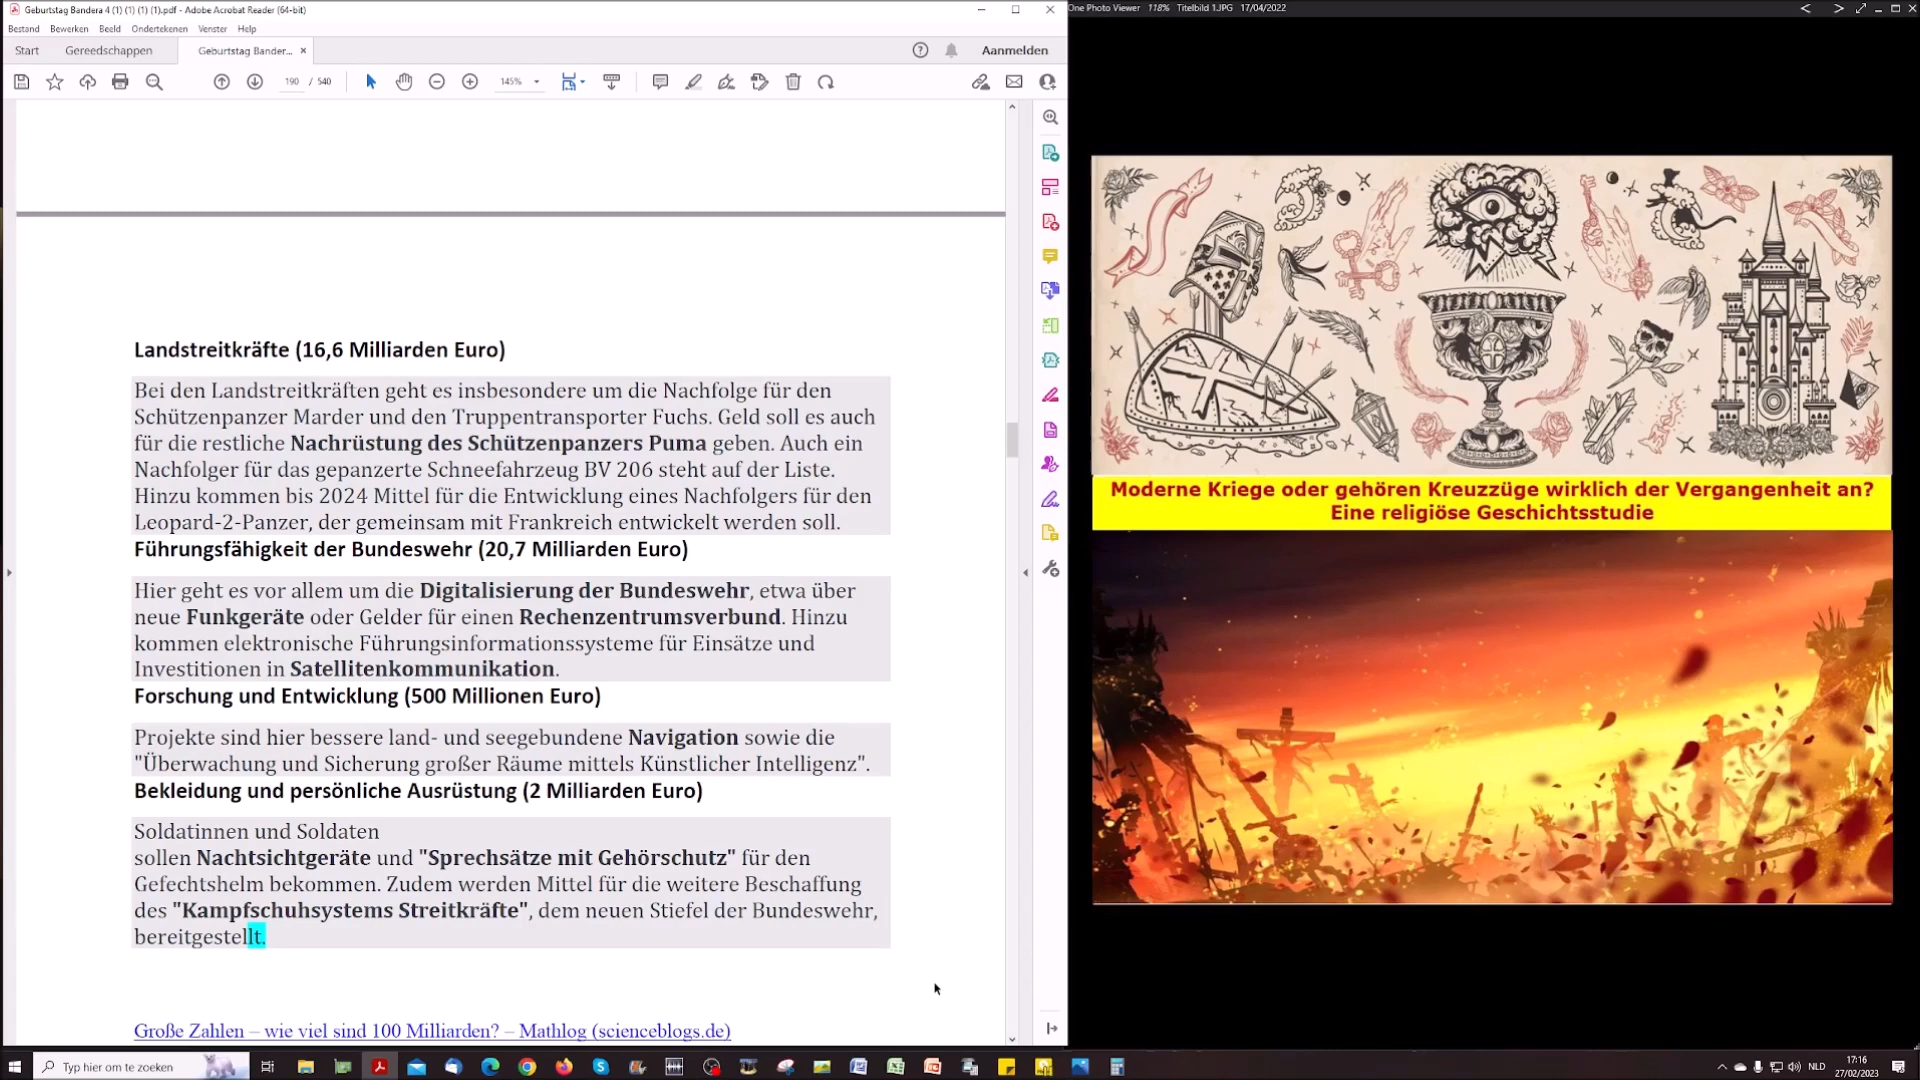 Geburtstag Bandera 4 (1) (1) (1) (1).pdf - Adobe Acrobat Reader (64-bit)
Bestand Bewerken Beeld Ondertekenen Venster Help
Start Gereedschappen Geburtstag Bander... × Aanmelden
190 / 540 145%
Landstreitkräfte (16,6 Milliarden Euro)
Bei den Landstreitkräften geht es insbesondere um die Nachfolge für den
Schützenpanzer Marder und den Truppentransporter Fuchs. Geld soll es auch
für die restliche Nachrüstung des Schützenpanzers Puma geben. Auch ein
Nachfolger für das gepanzerte Schneefahrzeug BV 206 steht auf der Liste.
Hinzu kommen bis 2024 Mittel für die Entwicklung eines Nachfolgers für den
Leopard-2-Panzer, der gemeinsam mit Frankreich entwickelt werden soll.
Führungsfähigkeit der Bundeswehr (20,7 Milliarden Euro)
Hier geht es vor allem um die Digitalisierung der Bundeswehr, etwa über
neue Funkgeräte oder Gelder für einen Rechenzentrumsverbund. Hinzu
kommen elektronische Führungsinformationssysteme für Einsätze und
Investitionen in Satellitenkommunikation.
Forschung und Entwicklung (500 Millionen Euro)
Projekte sind hier bessere land- und seegebundene Navigation sowie die
"Überwachung und Sicherung großer Räume mittels Künstlicher Intelligenz".
Bekleidung und persönliche Ausrüstung (2 Milliarden Euro)
Soldatinnen und Soldaten
sollen Nachtsichtgeräte und "Sprechsätze mit Gehörschutz" für den
Gefechtshelm bekommen. Zudem werden Mittel für die weitere Beschaffung
des "Kampfschuhsystems Streitkräfte", dem neuen Stiefel der Bundeswehr,
bereitgestellt.
Große Zahlen – wie viel sind 100 Milliarden? – Mathlog (scienceblogs.de)
One Photo Viewer 118% Titelbild 1.JPG 17/04/2022
Moderne Kriege oder gehören Kreuzzüge wirklich der Vergangenheit an?
Eine religiöse Geschichtsstudie
Typ hier om te zoeken
NLD
17:16
27/02/2023